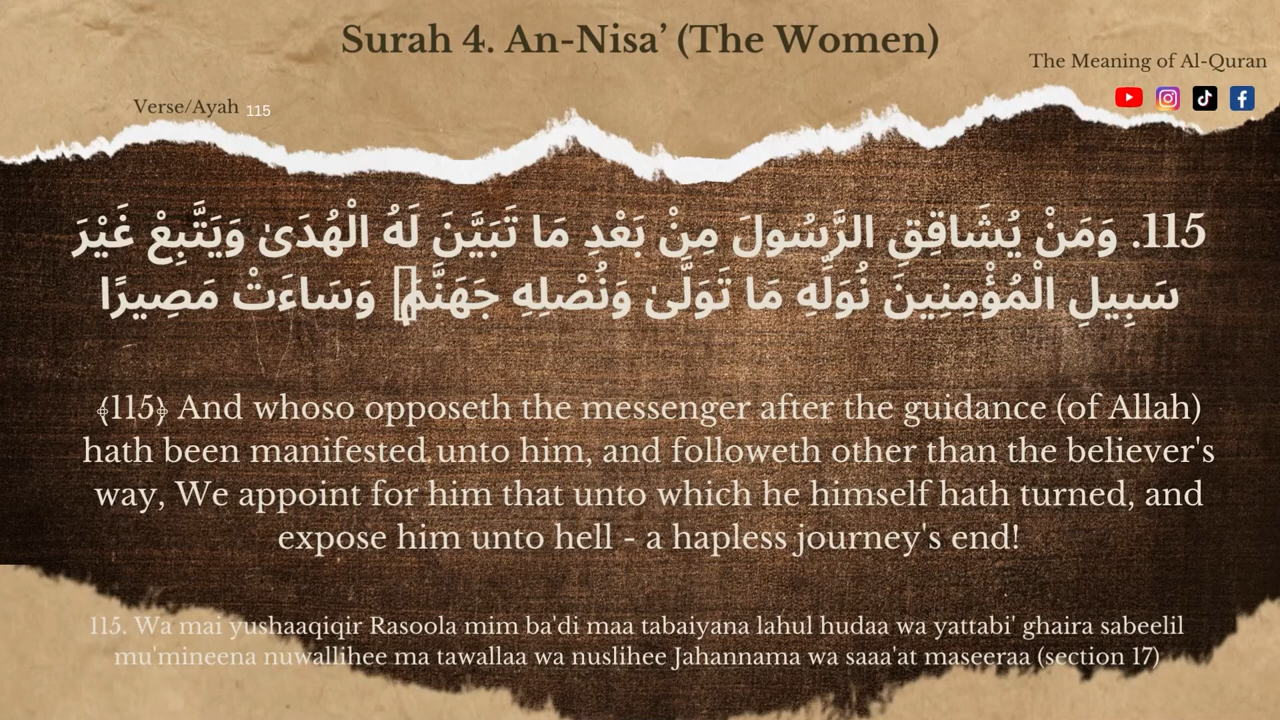 Surah 4. An-Nisa’ (The Women)
The Meaning of Al-Quran
Verse/Ayah 115
115. وَمَنْ يُشَاقِقِ الرَّسُولَ مِنْ بَعْدِ مَا تَبَيَّنَ لَهُ الْهُدَىٰ وَيَتَّبِعْ غَيْرَ
سَبِيلِ الْمُؤْمِنِينَ نُوَلِّهِ مَا تَوَلَّىٰ وَنُصْلِهِ جَهَنَّمَ وَسَاءَتْ مَصِيرًا
﴾115﴿ And whoso opposeth the messenger after the guidance (of Allah)
hath been manifested unto him, and followeth other than the believer's
way, We appoint for him that unto which he himself hath turned, and
expose him unto hell - a hapless journey's end!
115. Wa mai yushaaqiqir Rasoola mim ba'di maa tabaiyana lahul hudaa wa yattabi' ghaira sabeelil
mu'mineena nuwallihee ma tawallaa wa nuslihee Jahannama wa saaa'at maseeraa (section 17)